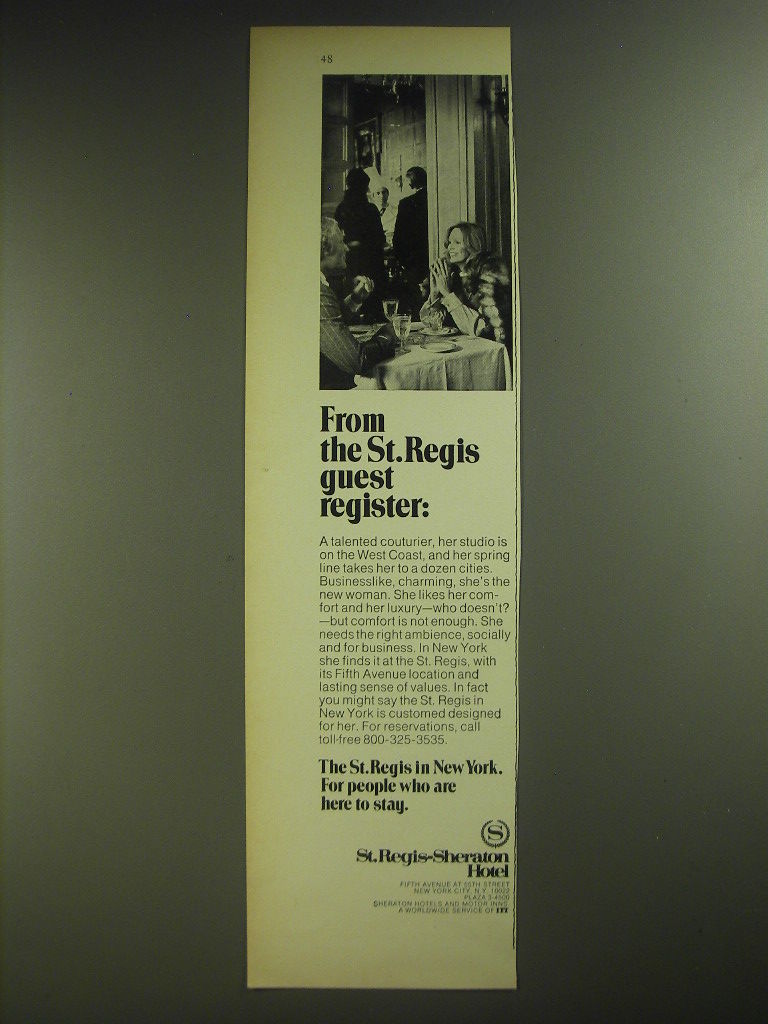 48
From
the St.Regis
guest
register:
A talented couturier, her studio is
on the West Coast, and her spring
line takes her to a dozen cities.
Businesslike, charming, she's the
new woman. She likes her com-
fort and her luxury—who doesn't?
—but comfort is not enough. She
needs the right ambience, socially
and for business. In New York
she finds it at the St. Regis, with
its Fifth Avenue location and
lasting sense of values. In fact
you might say the St. Regis in
New York is customed designed
for her. For reservations, call
toll-free 800-325-3535.
The St.Regis in New York.
For people who are
here to stay.
S
St.Regis-Sheraton
Hotel
FIFTH AVENUE AT 55TH STREET
NEW YORK CITY, N.Y. 10022
PLAZA 3-4500
SHERATON HOTELS AND MOTOR INNS.
A WORLDWIDE SERVICE OF ITT